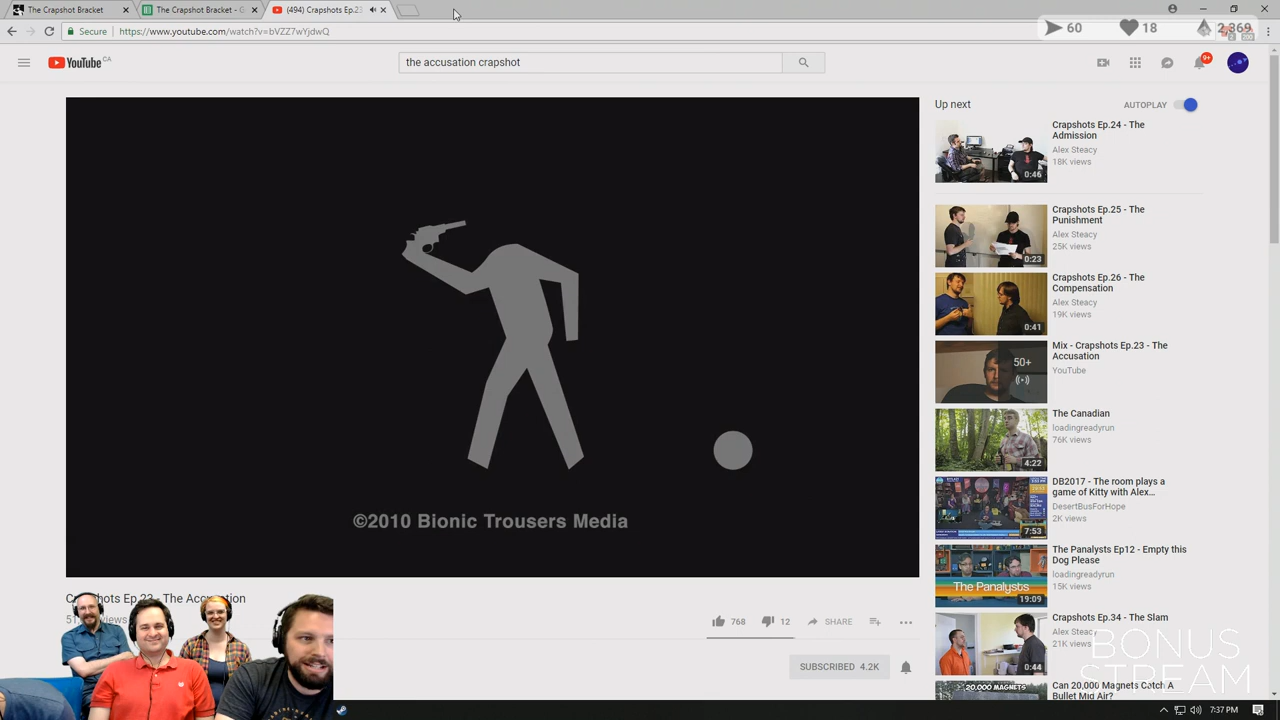 The Crapshot Bracket
The Crapshot Bracket - G
(494) Crapshots Ep.23
Secure
https://www.youtube.com/watch?v=bVZZ7wYjdwQ
60
18
2,369
YouTube CA
the accusation crapshot
9+
Up next
AUTOPLAY
Crapshots Ep.24 - The
Admission
Alex Steacy
18K views
0:46
Crapshots Ep.25 - The
Punishment
Alex Steacy
25K views
0:23
Crapshots Ep.26 - The
Compensation
Alex Steacy
19K views
0:41
Mix - Crapshots Ep.23 - The
Accusation
YouTube
50+
The Canadian
loadingreadyrun
76K views
4:22
DB2017 - The room plays a
game of Kitty with Alex...
DesertBusForHope
2K views
7:53
The Panalysts Ep12 - Empty this
Dog Please
loadingreadyrun
15K views
The Panalysts
19:09
Crapshots Ep.34 - The Slam
Alex Steacy
21K views
0:44
Can 20,000 Magnets Catch A
Bullet Mid Air?
20,000 MAGNETS
©2010 Bionic Trousers Media
768
12
SHARE
SUBSCRIBED 4.2K
BONUS
STREAM
7:37 PM